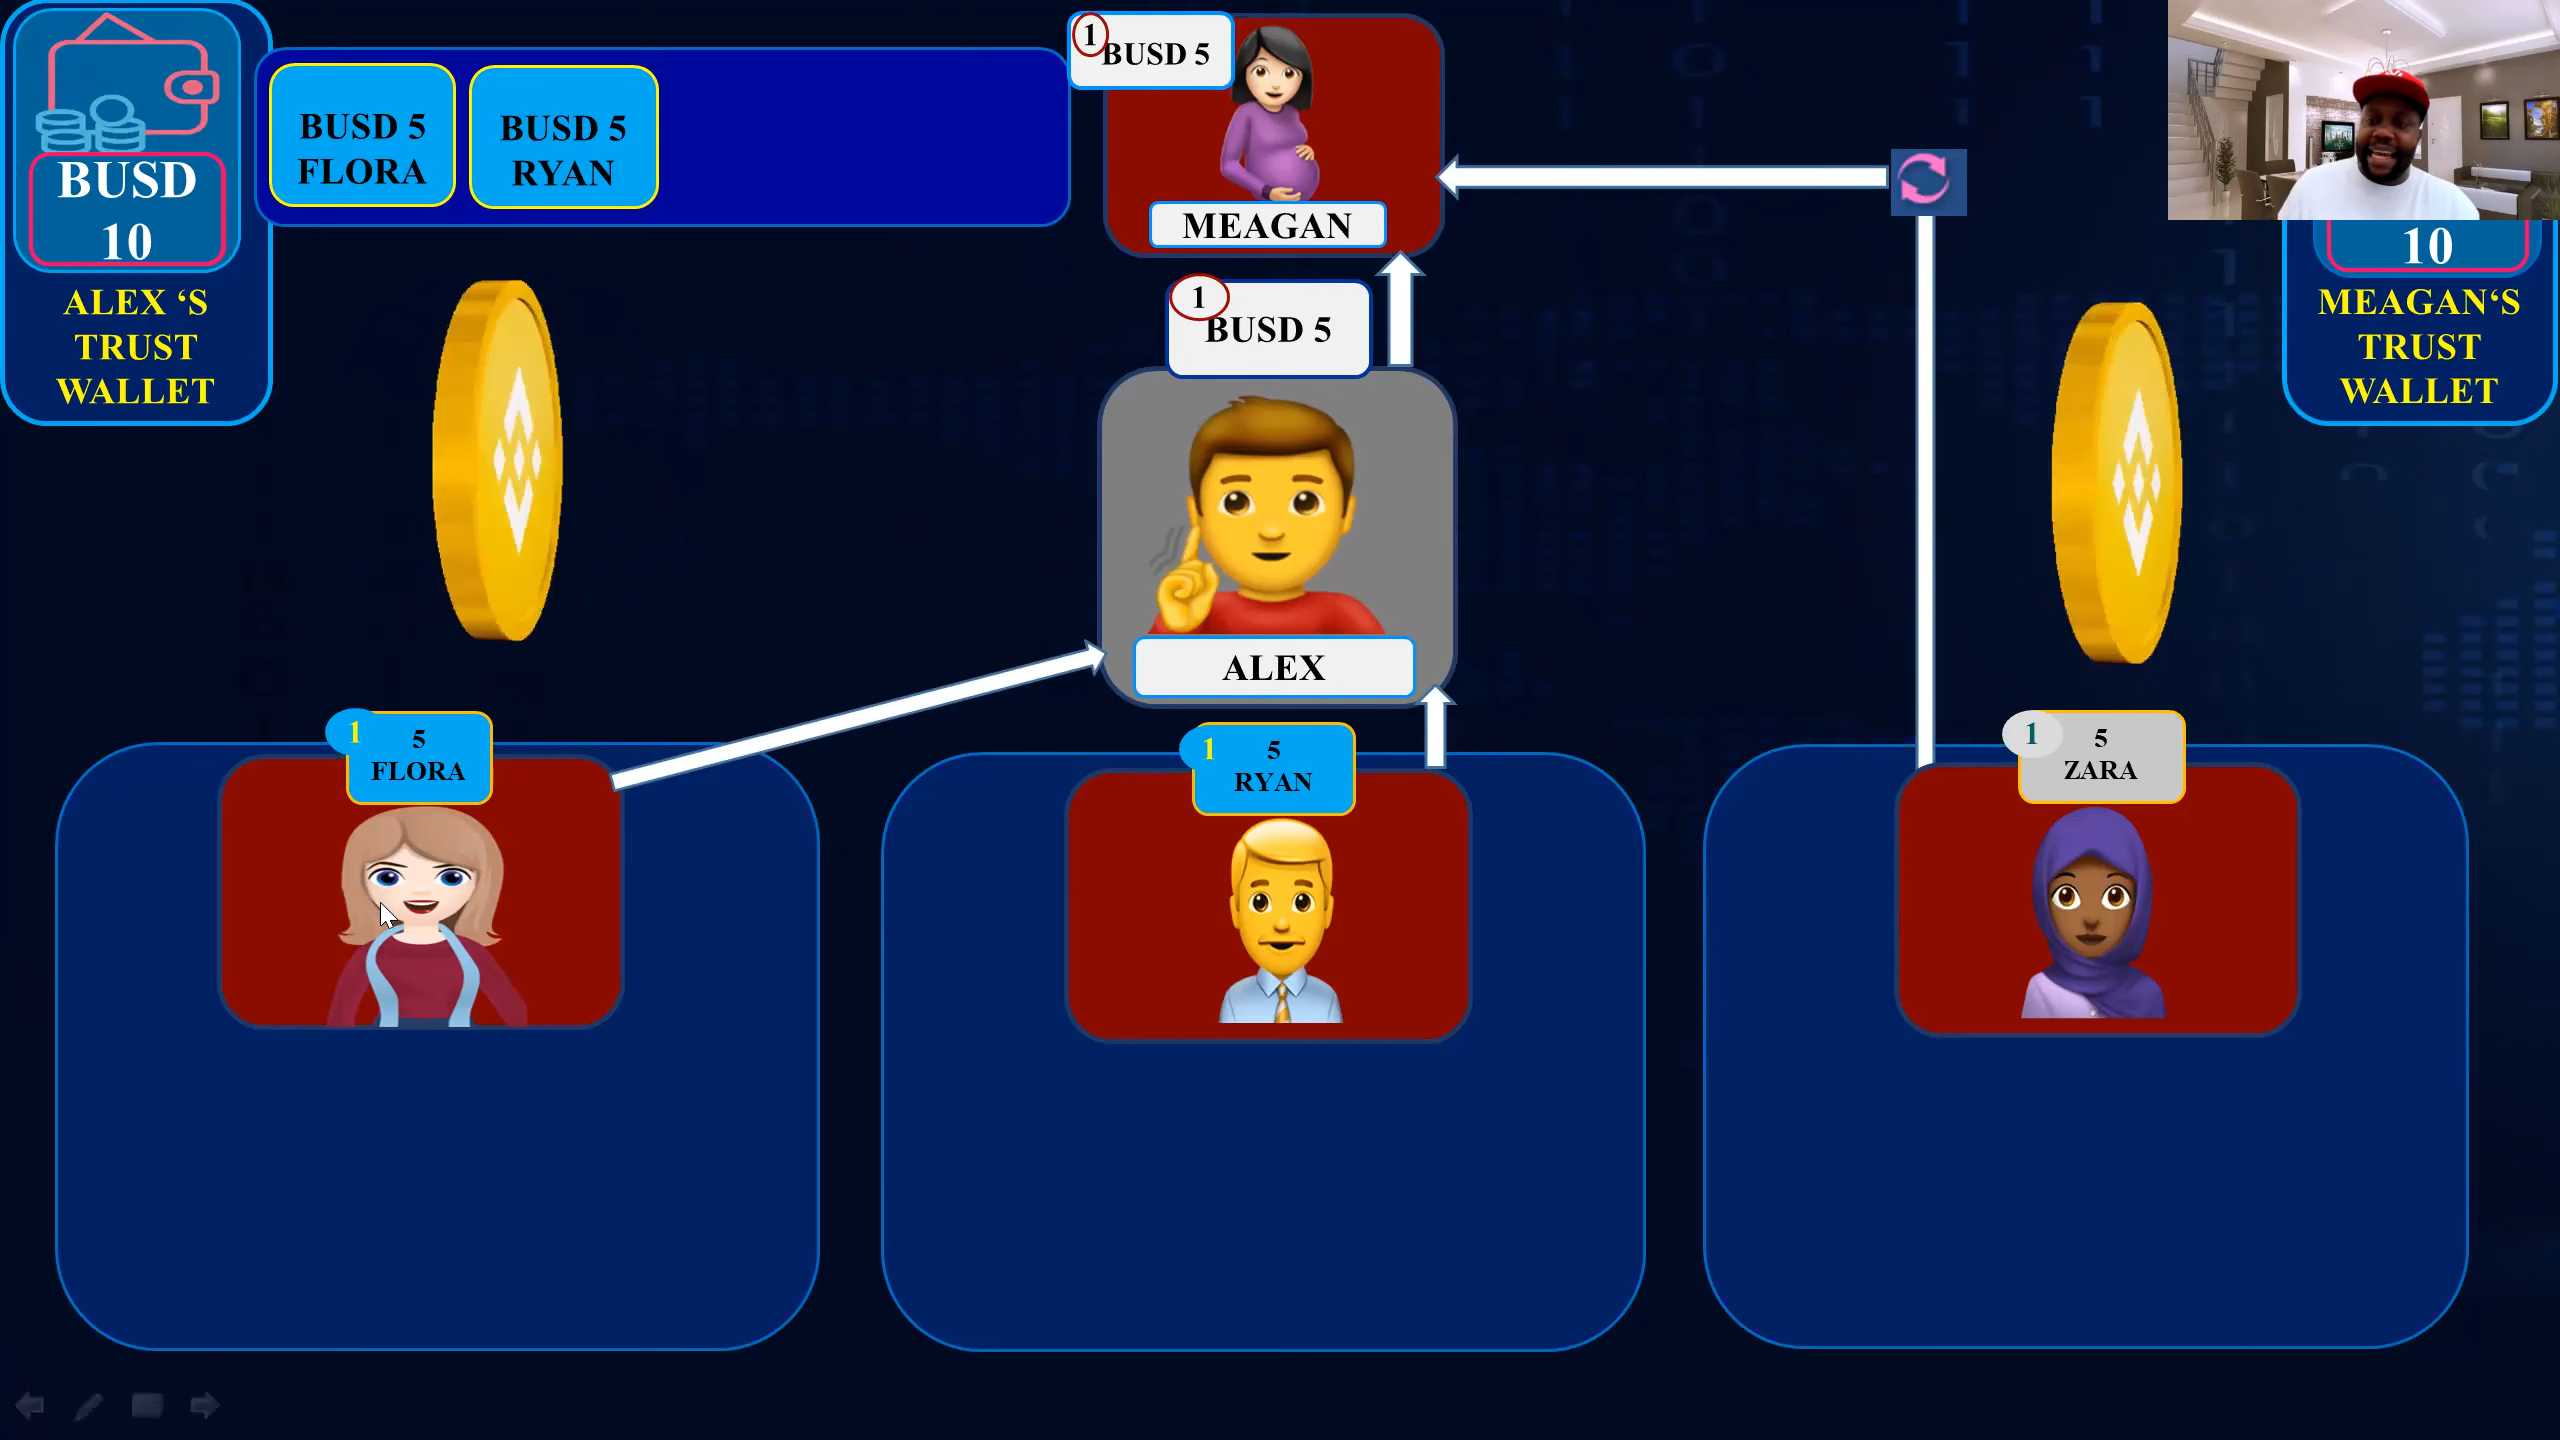 BUSD
10
ALEX ‘S
TRUST
WALLET
BUSD 5
FLORA
BUSD 5
RYAN
1
BUSD 5
MEAGAN
10
MEAGAN‘S
TRUST
WALLET
1
BUSD 5
ALEX
1
5
FLORA
1
5
RYAN
1
5
ZARA